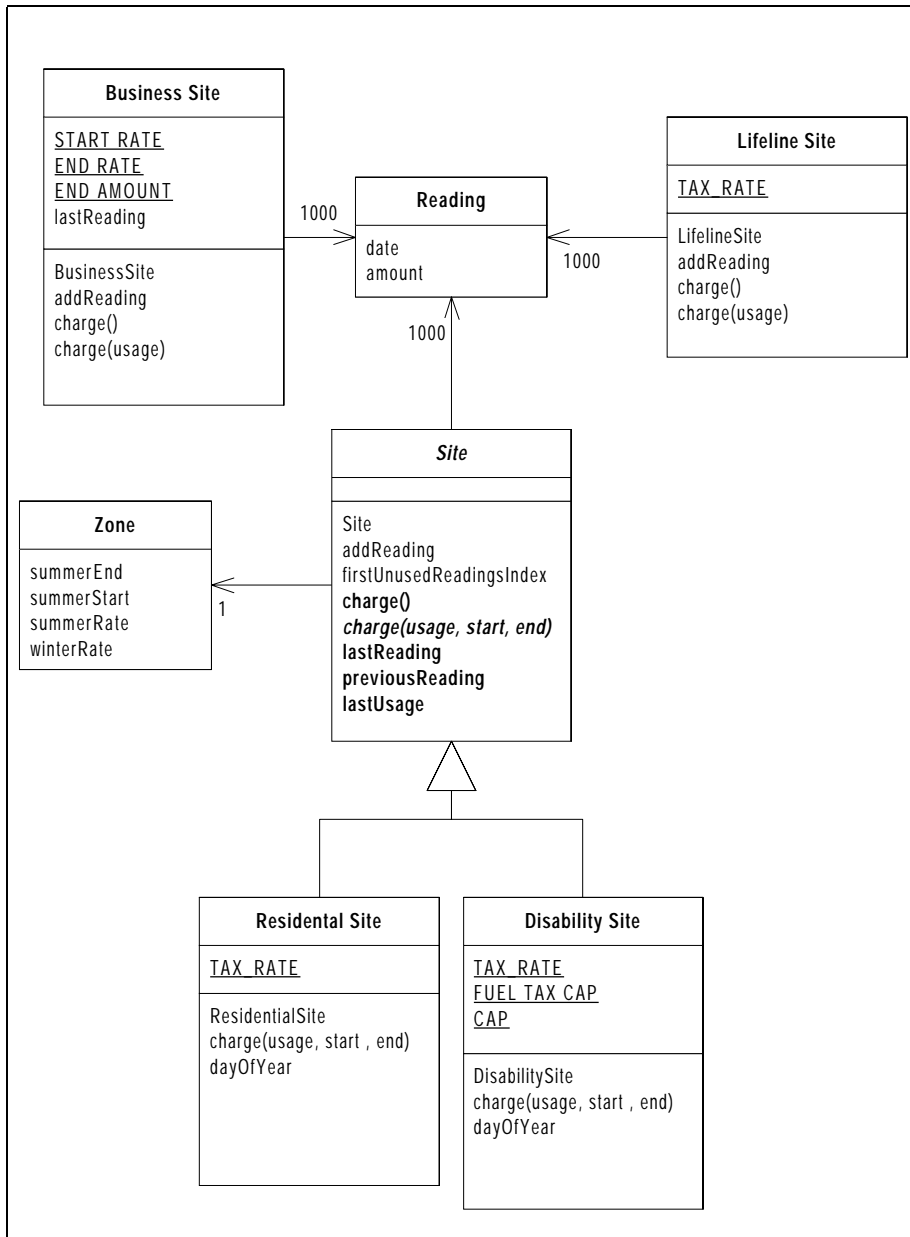 Business Site
START RATE
END RATE
END AMOUNT
lastReading
BusinessSite
addReading
charge()
charge(usage)
1000
Reading
date
amount
1000
1000
Lifeline Site
TAX_RATE
LifelineSite
addReading
charge()
charge(usage)
Site
Site
addReading
firstUnusedReadingsIndex
charge()
charge(usage, start, end)
lastReading
previousReading
lastUsage
Zone
summerEnd
summerStart
summerRate
winterRate
1
Residental Site
TAX_RATE
ResidentialSite
charge(usage, start , end)
dayOfYear
Disability Site
TAX_RATE
FUEL TAX CAP
CAP
DisabilitySite
charge(usage, start , end)
dayOfYear